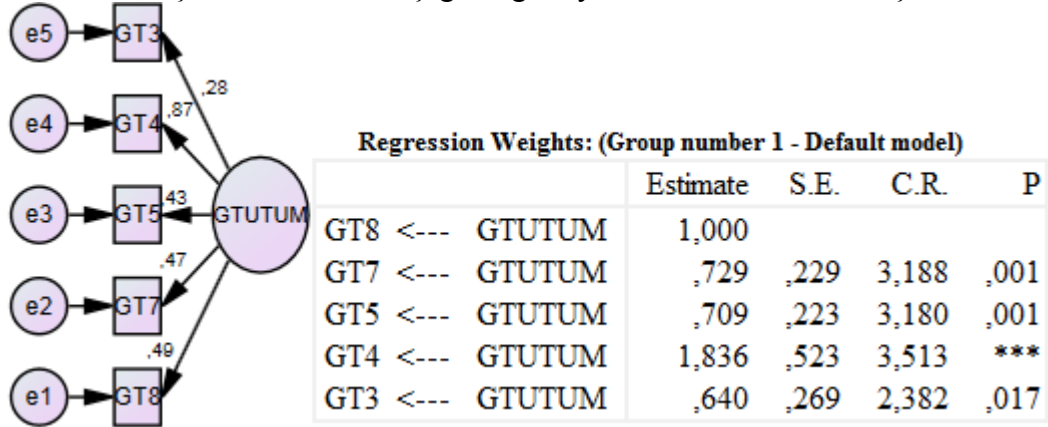 e5 GT3
,28
e4 GT4 ,87
e3 GT5 ,43 GTUTUM
,47
e2 GT7
,49
e1 GT8
Regression Weights: (Group number 1 - Default model)
Estimate S.E. C.R. P
GT8 <--- GTUTUM 1,000
GT7 <--- GTUTUM ,729 ,229 3,188 ,001
GT5 <--- GTUTUM ,709 ,223 3,180 ,001
GT4 <--- GTUTUM 1,836 ,523 3,513 ***
GT3 <--- GTUTUM ,640 ,269 2,382 ,017